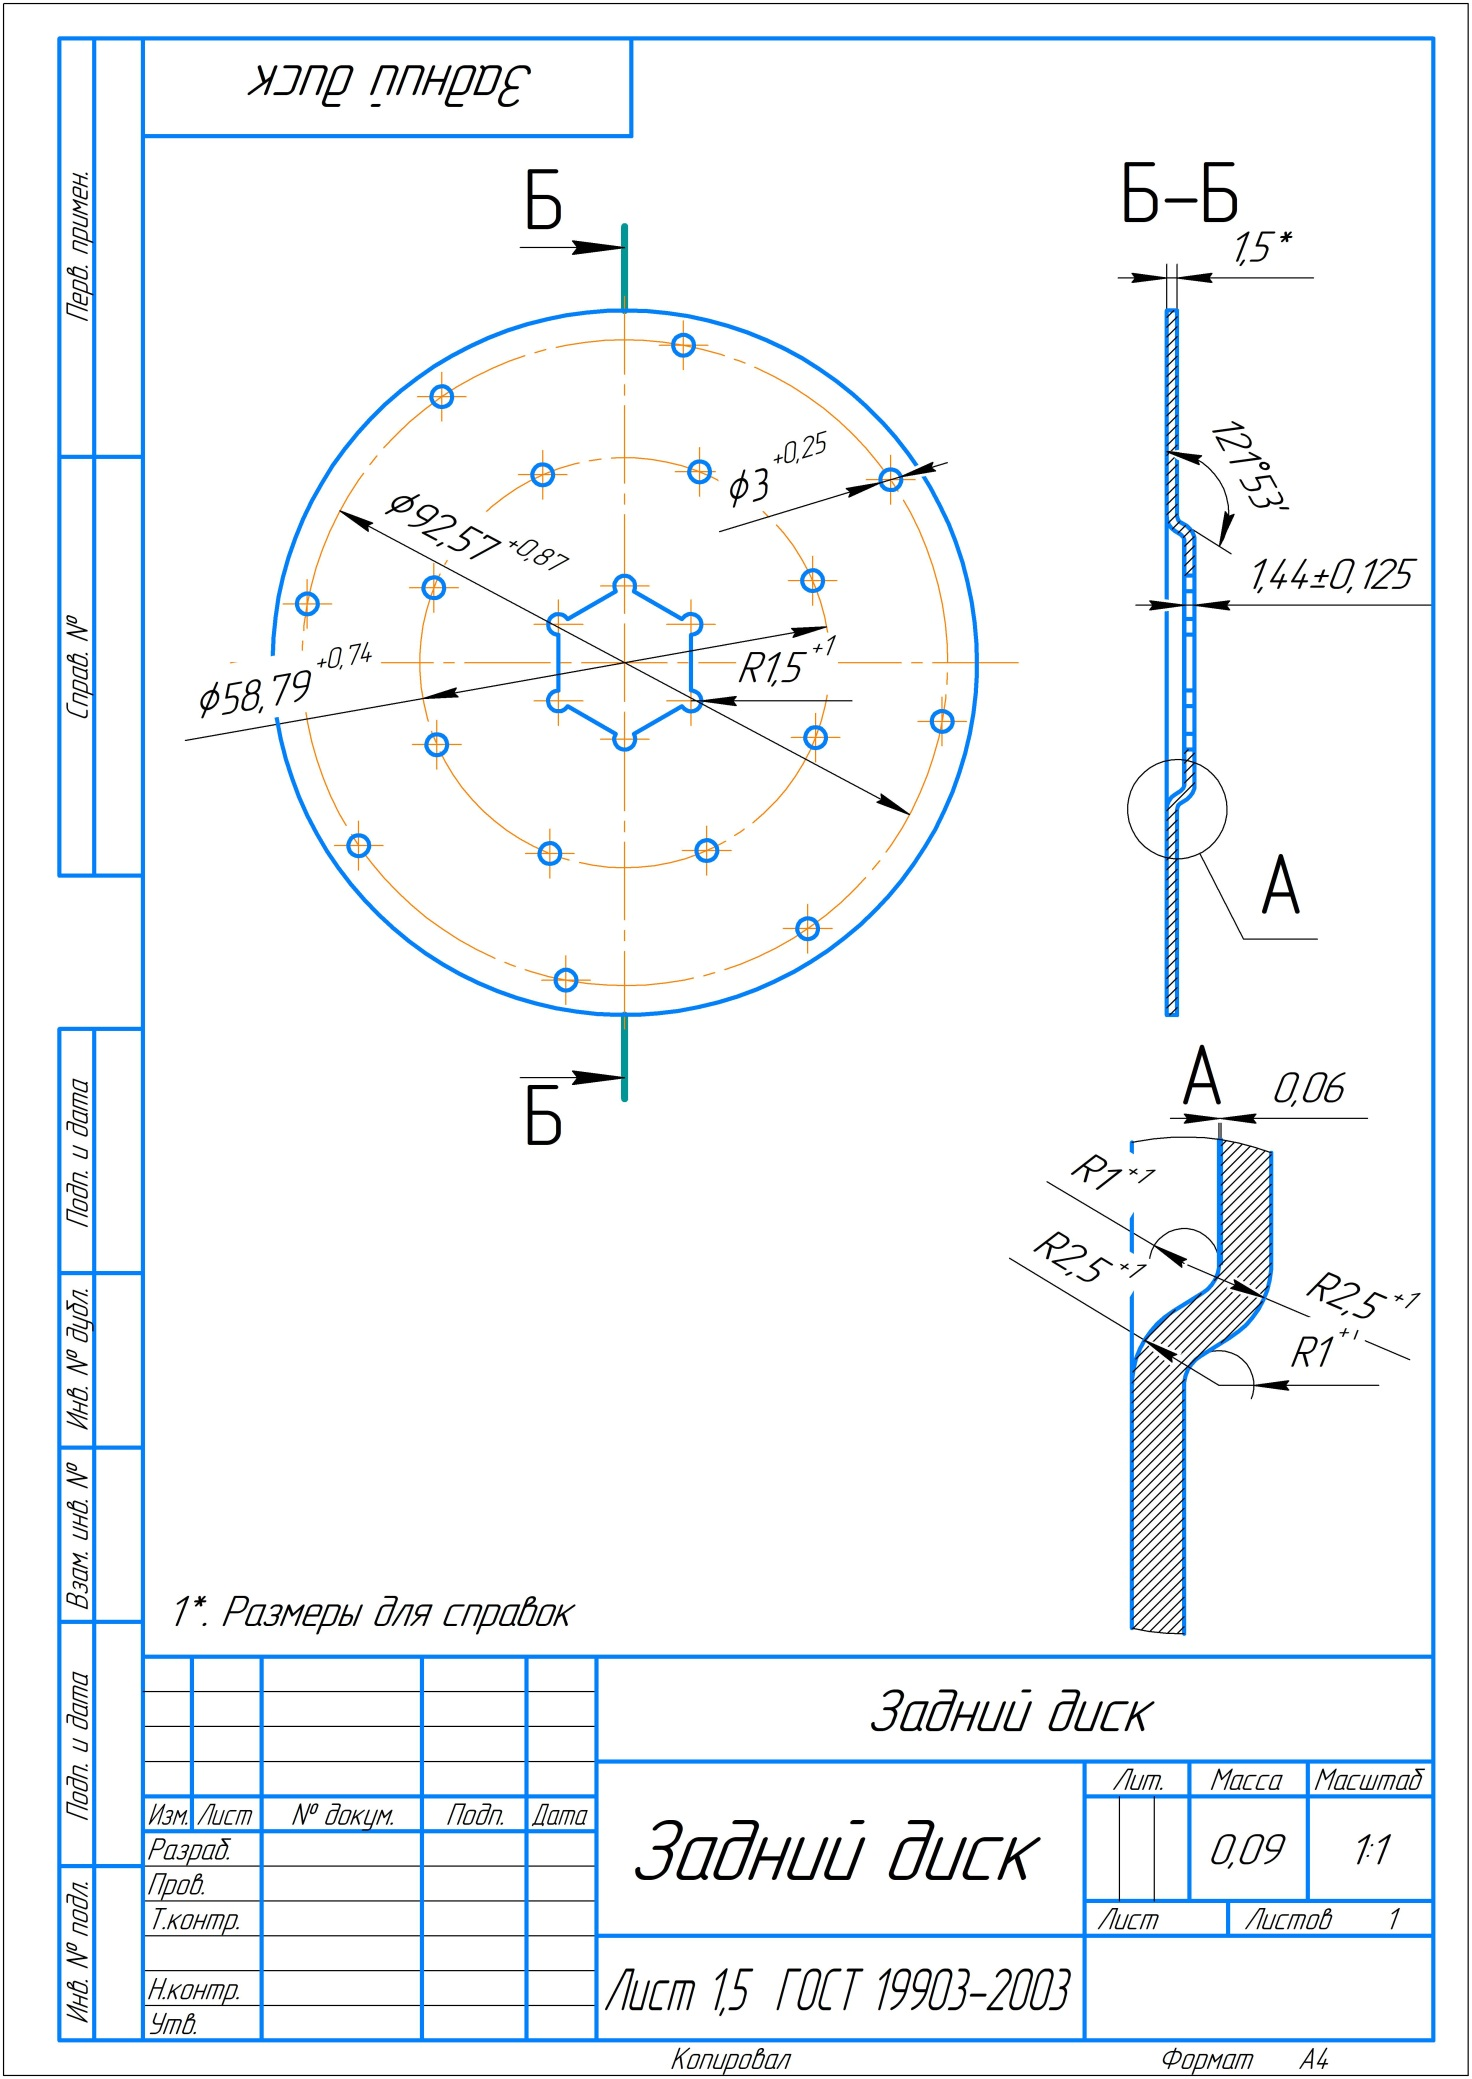 Задний диск
Перв. примен.
Справ. №
Подп. и дата
Инв. № дубл.
Взам. инв. №
Подп. и дата
Инв. № подл.
Б
Б
ϕ3 +0,25
ϕ92,57 +0,87
ϕ58,79 +0,74
R1,5 +1
Б-Б
1,5*
121°53'
1,44±0,125
А
А
0,06
R1 +1
R2,5 +1
R2,5 +1
R1 +1
1*. Размеры для справок
Задний диск
Лит. Масса Масштаб
Изм. Лист № докум. Подп. Дата
Разраб.
Пров.
Т.контр.
Н.контр.
Утв.
Задний диск
0,09 1:1
Лист Листов 1
Лист 1,5 ГОСТ 19903-2003
Копировал Формат А4